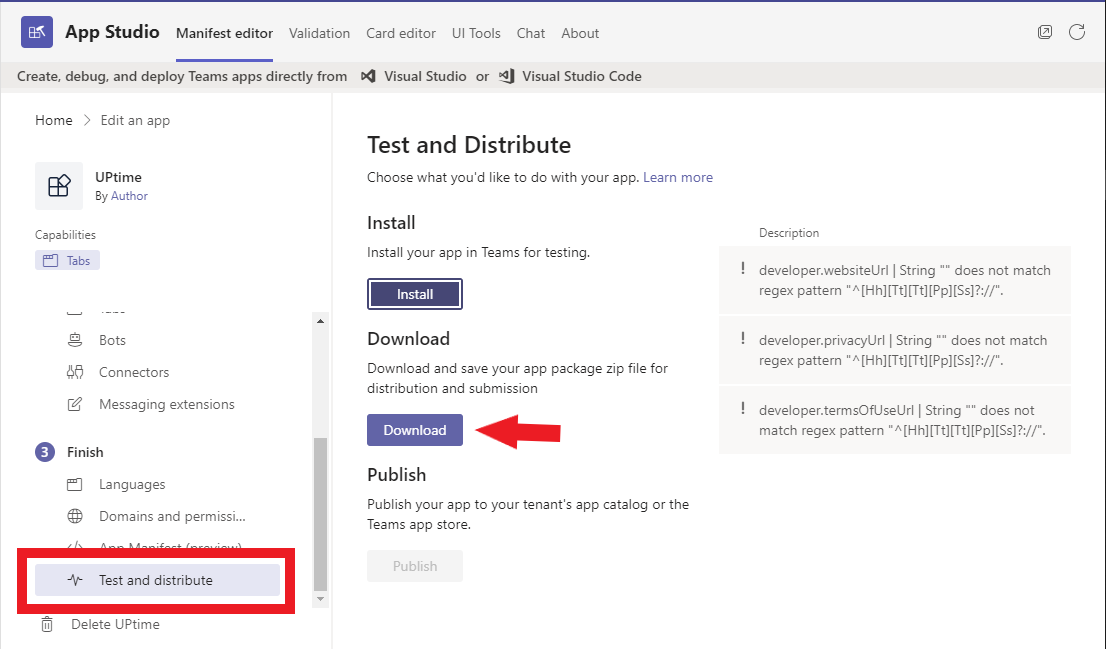 App Studio
Manifest editor
Validation
Card editor
UI Tools
Chat
About
Create, debug, and deploy Teams apps directly from Visual Studio or Visual Studio Code
Home > Edit an app
UPtime
By Author
Capabilities
Tabs
Tabs
Bots
Connectors
Messaging extensions
3 Finish
Languages
Domains and permissi...
App Manifest (preview)
Test and distribute
Delete UPtime
Test and Distribute
Choose what you'd like to do with your app. Learn more
Install
Install your app in Teams for testing.
Install
Download
Download and save your app package zip file for
distribution and submission
Download
Publish
Publish your app to your tenant's app catalog or the
Teams app store.
Publish
Description
! developer.websiteUrl | String "" does not match
regex pattern "^[Hh][Tt][Tt][Pp][Ss]?://".
! developer.privacyUrl | String "" does not match
regex pattern "^[Hh][Tt][Tt][Pp][Ss]?://".
! developer.termsOfUseUrl | String "" does not
match regex pattern "^[Hh][Tt][Tt][Pp][Ss]?://".